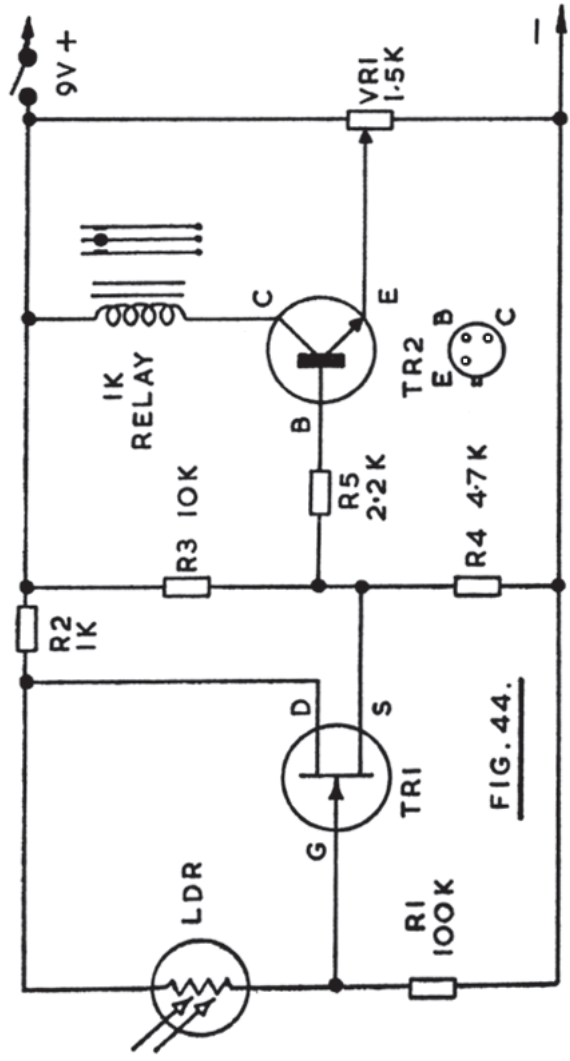 9V +
R2
1K
1K
RELAY
LDR
R3 10K
C
D
B
G
S
E
VR1
1.5K
R5
2.2K
TR1
TR2
E
B
C
R1
100K
R4 4.7K
FIG. 44.
−